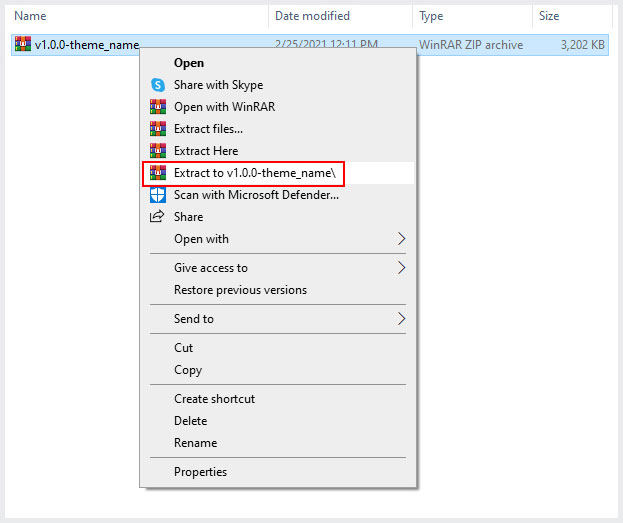 Name Date modified Type Size
v1.0.0-theme_name 2/25/2021 12:11 PM WinRAR ZIP archive 3,202 KB
Open
Share with Skype
Open with WinRAR
Extract files...
Extract Here
Extract to v1.0.0-theme_name\
Scan with Microsoft Defender...
Share
Open with
Give access to
Restore previous versions
Send to
Cut
Copy
Create shortcut
Delete
Rename
Properties